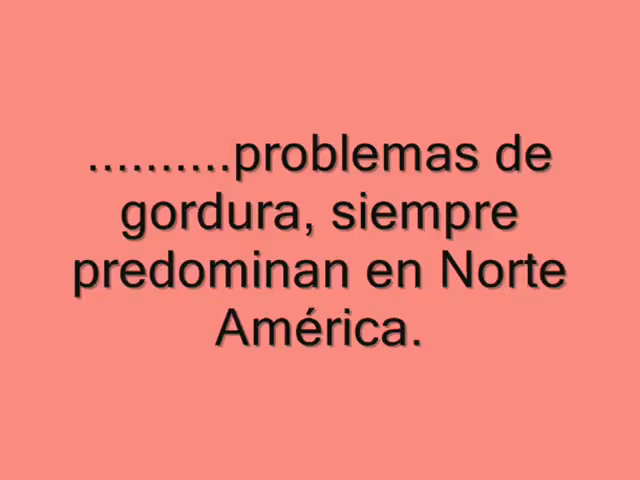 ..........problemas de
gordura, siempre
predominan en Norte
América.